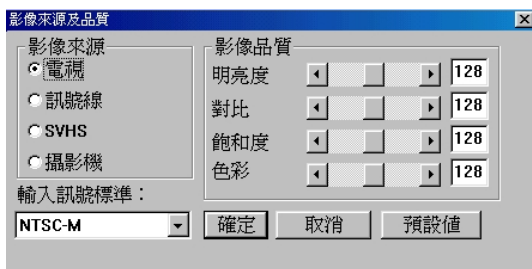 影像來源及品質
影像來源
電視
訊號線
SVHS
攝影機
輸入訊號標準：
NTSC-M
影像品質
明亮度 128
對比 128
飽和度 128
色彩 128
確定 取消 預設值